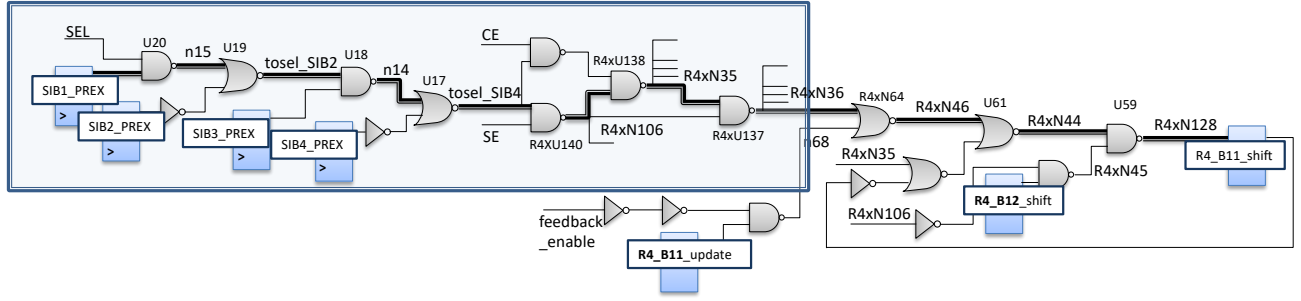 SEL
U20
n15
U19
tosel_SIB2
U18
n14
U17
tosel_SIB4
CE
R4xU138
R4xN35
R4xN36
R4xN64
R4xN46
U61
R4xN44
U59
R4xN128
SIB1_PREX
>
SIB2_PREX
>
SIB3_PREX
>
SIB4_PREX
>
SE
R4XU140
R4xN106
R4xU137
n68
R4xN35
R4xN45
R4_B11_shift
R4_B12_shift
R4xN106
feedback
_enable
R4_B11_update